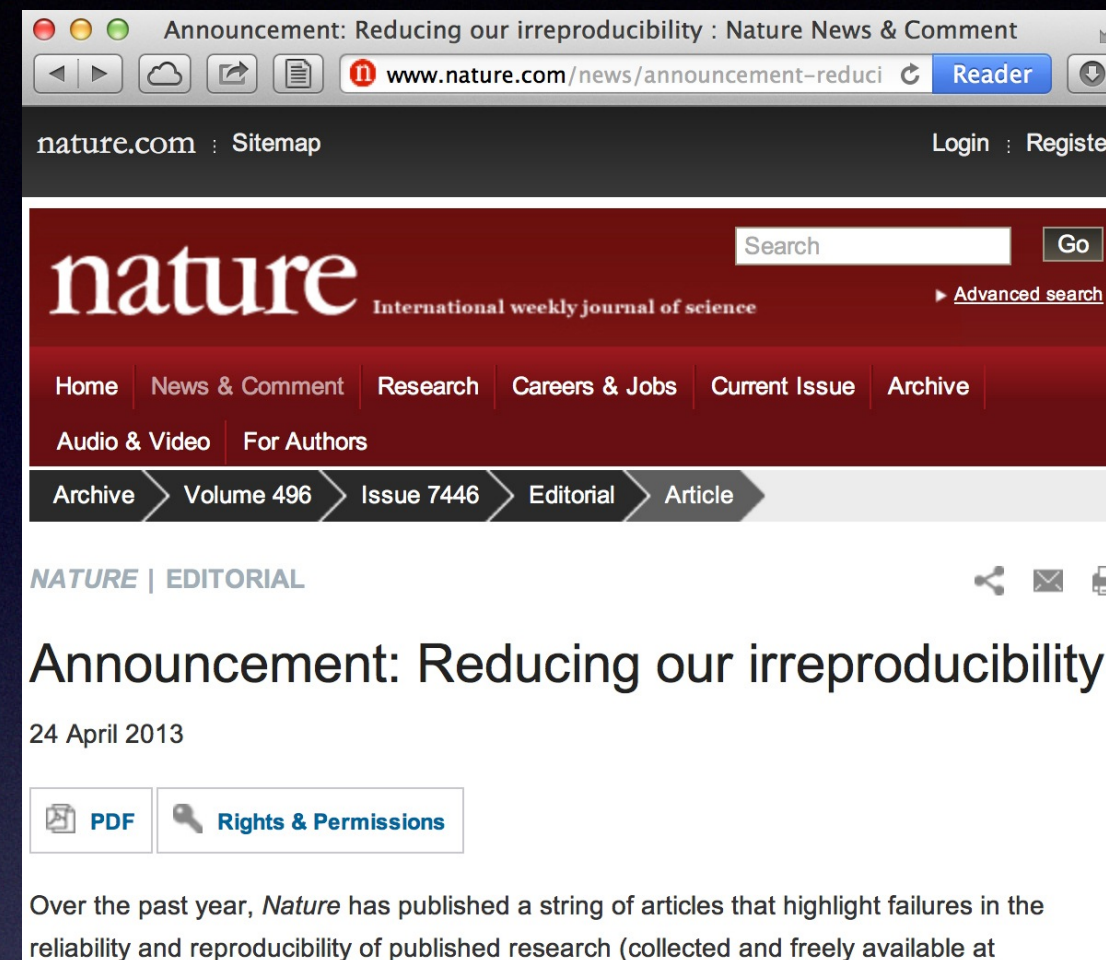 Announcement: Reducing our irreproducibility : Nature News & Comment
www.nature.com/news/announcement-reduci Reader
nature.com : Sitemap Login : Registe
nature International weekly journal of science
Search Go
Advanced search
Home News & Comment Research Careers & Jobs Current Issue Archive
Audio & Video For Authors
Archive Volume 496 Issue 7446 Editorial Article
NATURE | EDITORIAL
Announcement: Reducing our irreproducibility
24 April 2013
PDF Rights & Permissions
Over the past year, Nature has published a string of articles that highlight failures in the
reliability and reproducibility of published research (collected and freely available at